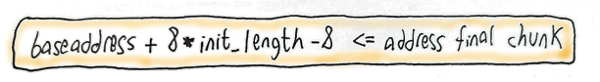 baseaddress + 8*init_length-8 <= address final chunk